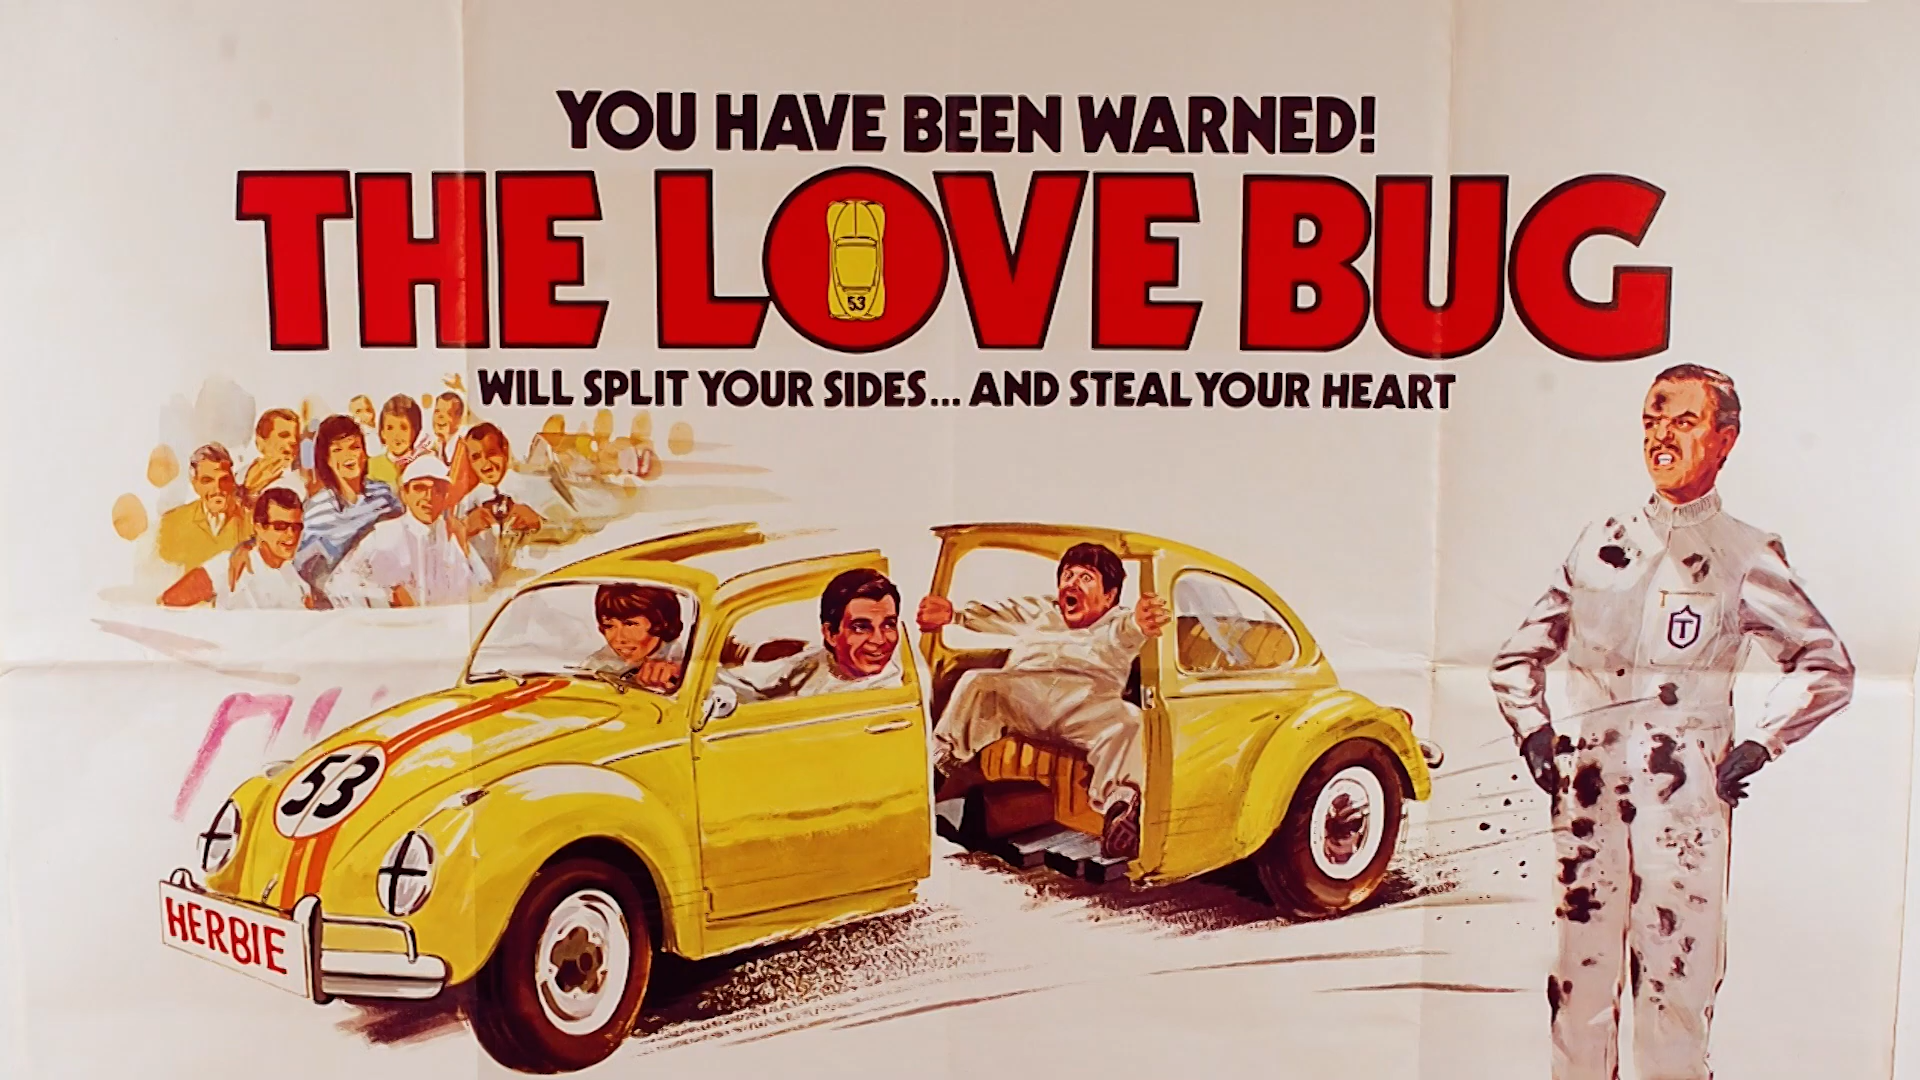 YOU HAVE BEEN WARNED!
THE LOVE BUG
53
WILL SPLIT YOUR SIDES... AND STEAL YOUR HEART
T
53
HERBIE